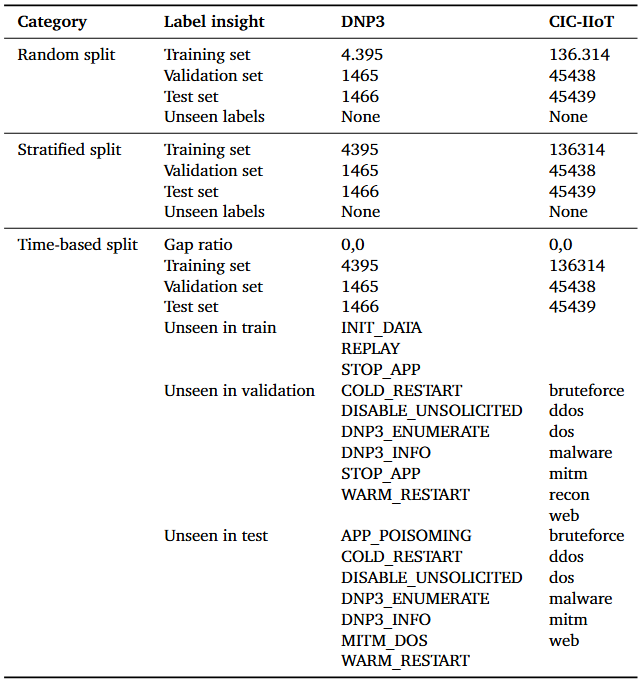 Category Label insight DNP3 CIC-IIoT
Random split Training set 4.395 136.314
Validation set 1465 45438
Test set 1466 45439
Unseen labels None None
Stratified split Training set 4395 136314
Validation set 1465 45438
Test set 1466 45439
Unseen labels None None
Time-based split Gap ratio 0,0 0,0
Training set 4395 136314
Validation set 1465 45438
Test set 1466 45439
Unseen in train INIT_DATA
REPLAY
STOP_APP
Unseen in validation COLD_RESTART bruteforce
DISABLE_UNSOLICITED ddos
DNP3_ENUMERATE dos
DNP3_INFO malware
STOP_APP mitm
WARM_RESTART recon
web
Unseen in test APP_POISOMING bruteforce
COLD_RESTART ddos
DISABLE_UNSOLICITED dos
DNP3_ENUMERATE malware
DNP3_INFO mitm
MITM_DOS web
WARM_RESTART